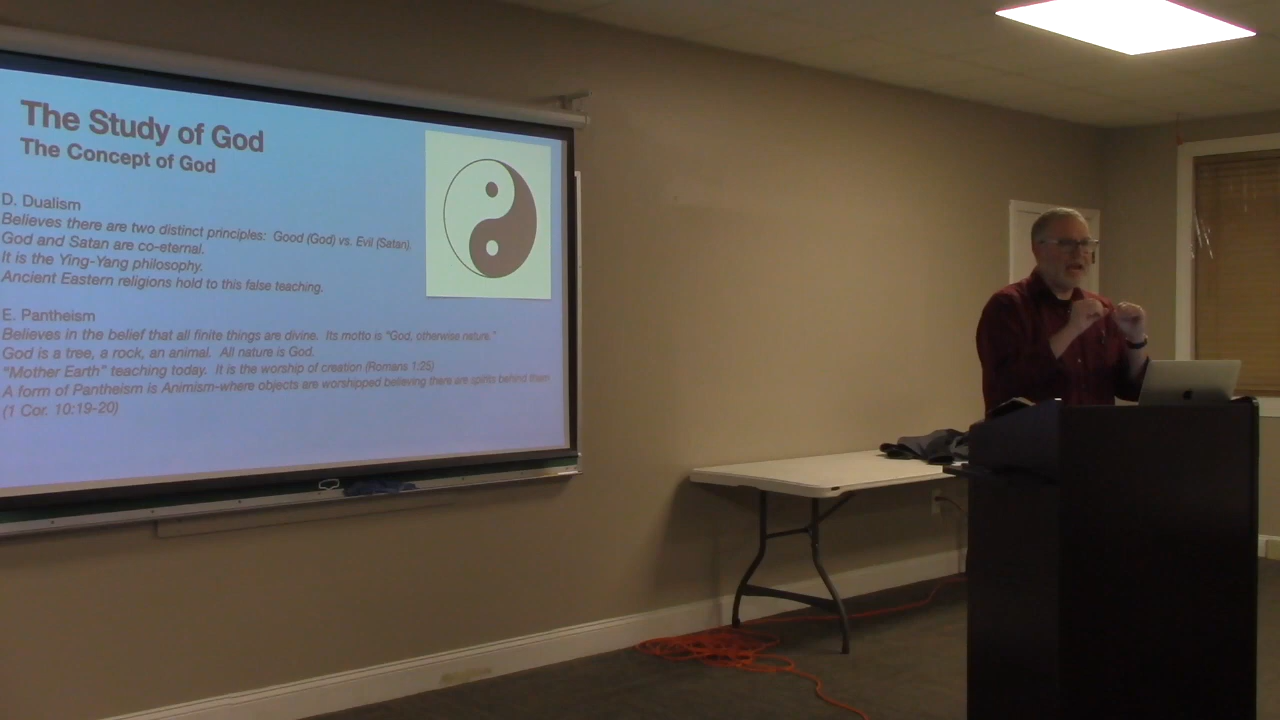 The Study of God
The Concept of God
D. Dualism
Believes there are two distinct principles: Good (God) vs. Evil (Satan).
God and Satan are co-eternal.
It is the Ying-Yang philosophy.
Ancient Eastern religions hold to this false teaching.
E. Pantheism
Believes in the belief that all finite things are divine. Its motto is "God, otherwise nature."
God is a tree, a rock, an animal. All nature is God.
"Mother Earth" teaching today. It is the worship of creation (Romans 1:25)
A form of Pantheism is Animism-where objects are worshipped believing there are spirits behind them
(1 Cor. 10:19-20)